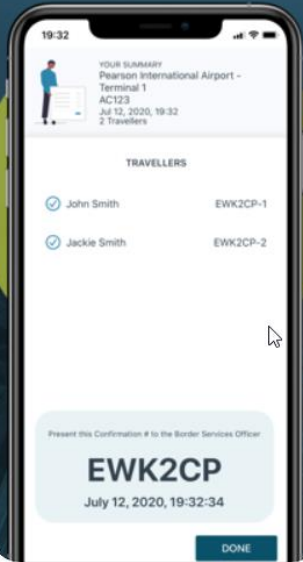 19:32
YOUR SUMMARY
Pearson International Airport -
Terminal 1
AC123
Jul 12, 2020, 19:32
2 Travellers
TRAVELLERS
John Smith EWK2CP-1
Jackie Smith EWK2CP-2
Present this Confirmation # to the Border Services Officer
EWK2CP
July 12, 2020, 19:32:34
DONE